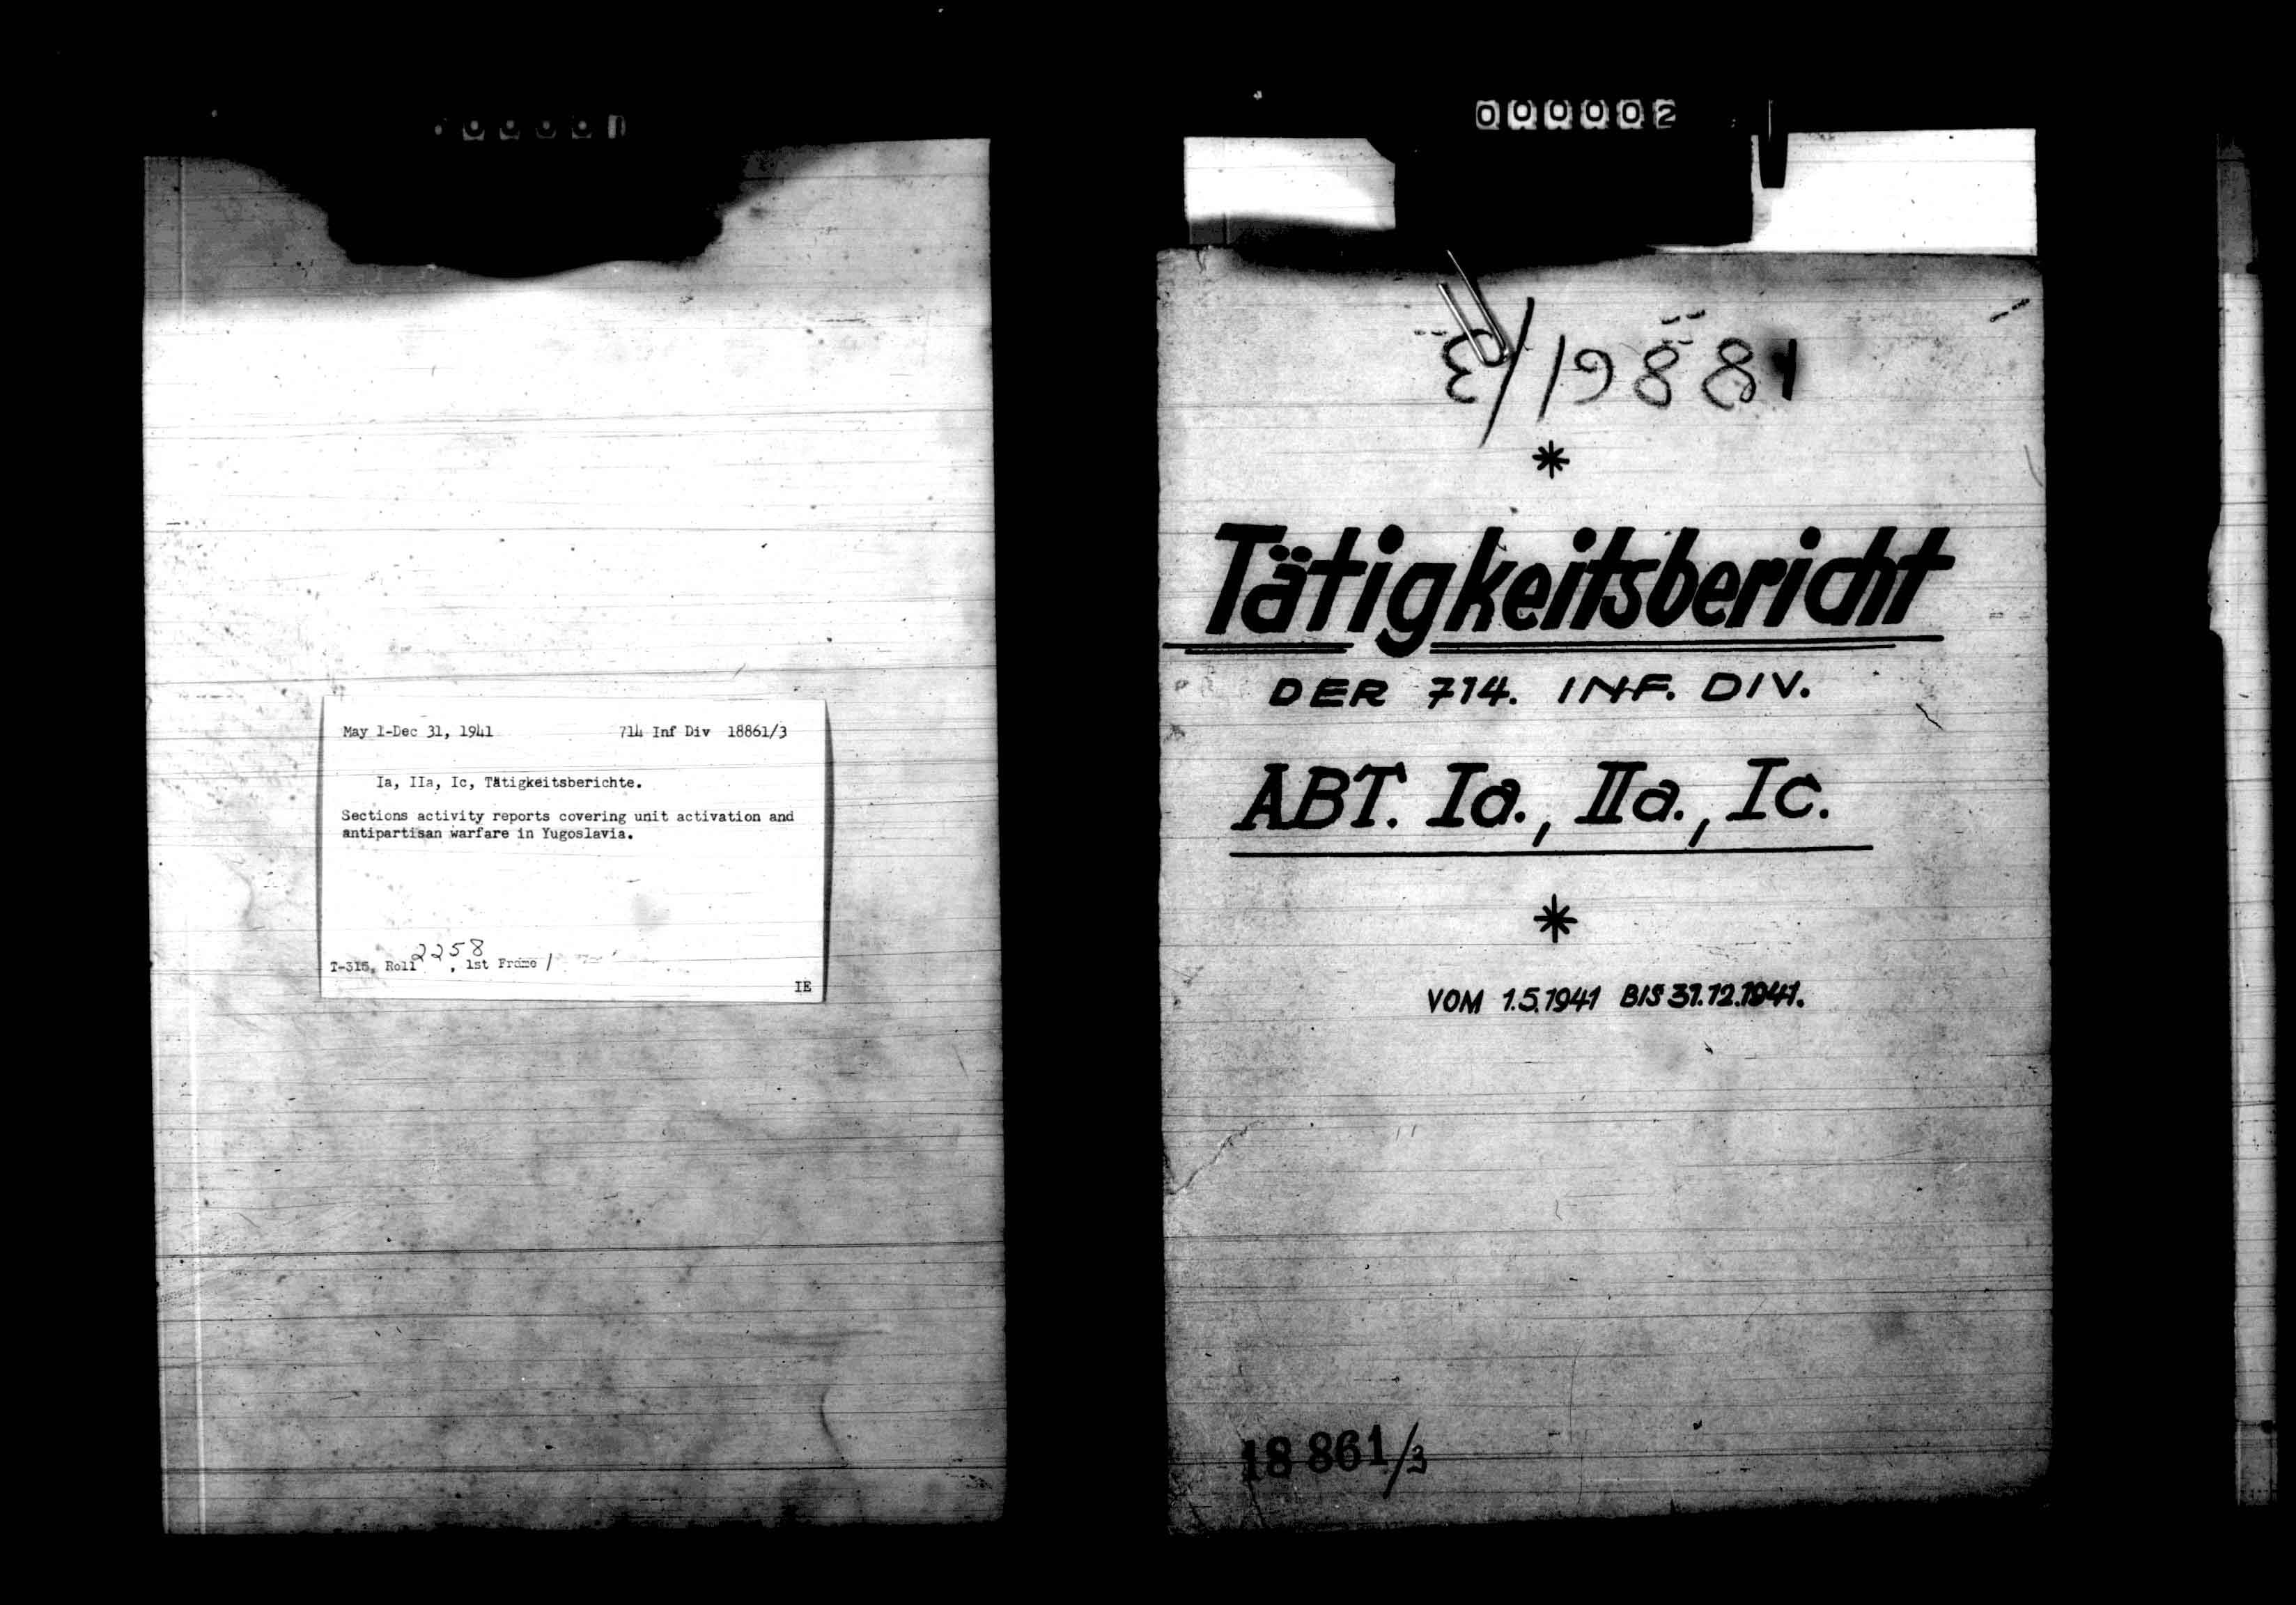 May 1-Dec 31, 1941 714 Inf Div 18861/3
Ia, IIa, Ic, Tätigkeitsberichte.
Sections activity reports covering unit activation and
antipartisan warfare in Yugoslavia.
2258
T-315, Roll , 1st Frame /
IE
000002
18861/3
*
Tätigkeitsbericht
DER 714. INF. DIV.
ABT. Ia., IIa., Ic.
*
VOM 1.5.1941 BIS 31.12.1941.
18 861/3